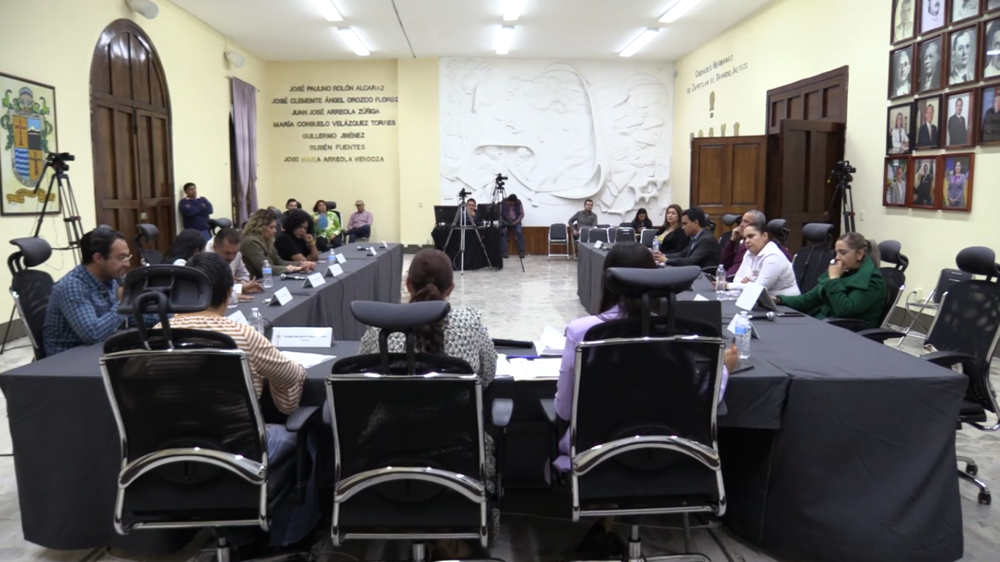 JOSÉ PAULINO ROLÓN ALCARAZ
JOSÉ CLEMENTE ÁNGEL OROZCO FLORES
JUAN JOSÉ ARREOLA ZÚÑIGA
MARÍA CONSUELO VELÁZQUEZ TORRES
GUILLERMO JIMÉNEZ
RUBÉN FUENTES
JOSÉ MARÍA ARREOLA MENDOZA
CIUDADES HERMANAS
DE ZAPOTLÁN EL GRANDE JALISCO